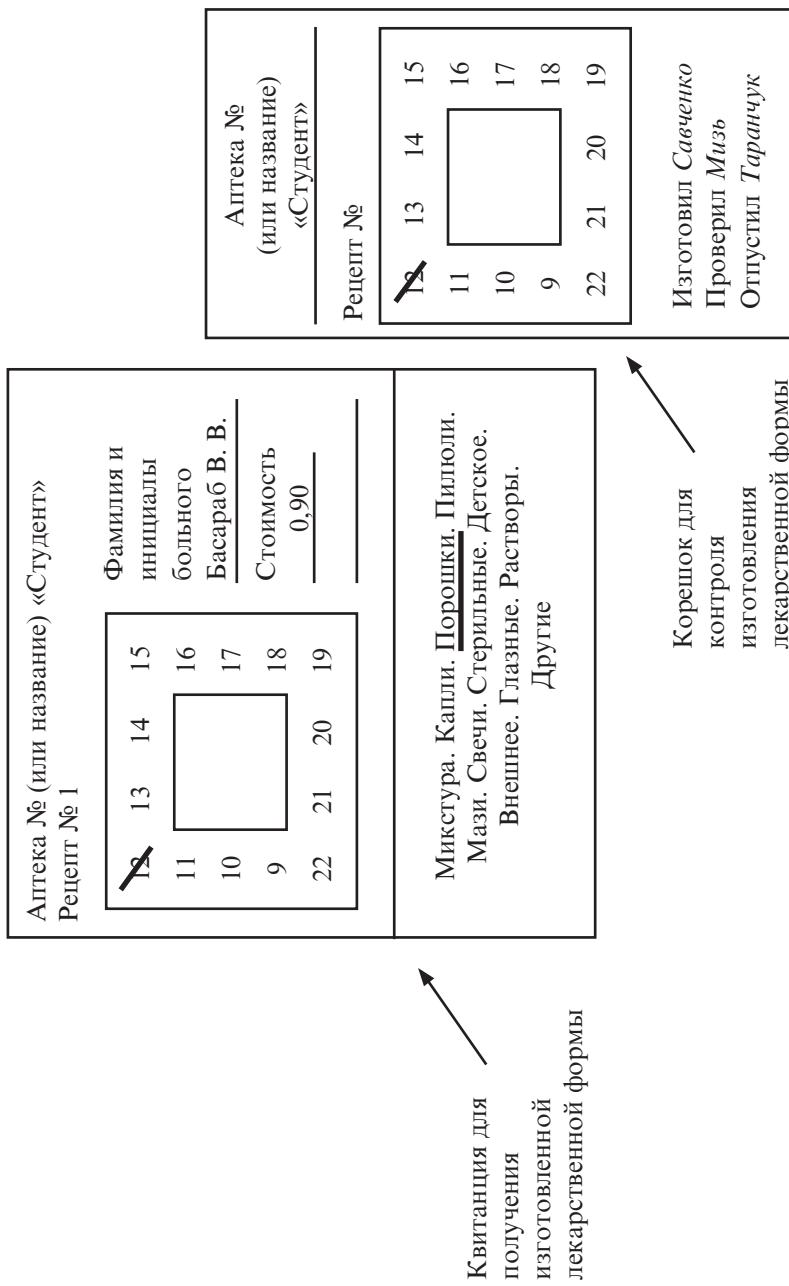 Квитанция для
получения
изготовленной
лекарственной формы
Аптека № (или название) «Студент»
Рецепт № 1
12 13 14 15
11 16
10 17
9 18
22 21 20 19
Фамилия и
инициалы
больного
Басараб В. В.
Стоимость
0,90
Микстура. Капли. Порошки. Пилюли.
Мази. Свечи. Стерильные. Детское.
Внешнее. Глазные. Растворы.
Другие
Корешок для
контроля
изготовления
лекарственной формы
Аптека №
(или название)
«Студент»
Рецепт №
12 13 14 15
11 16
10 17
9 18
22 21 20 19
Изготовил Савченко
Проверил Мизь
Отпустил Таранчук